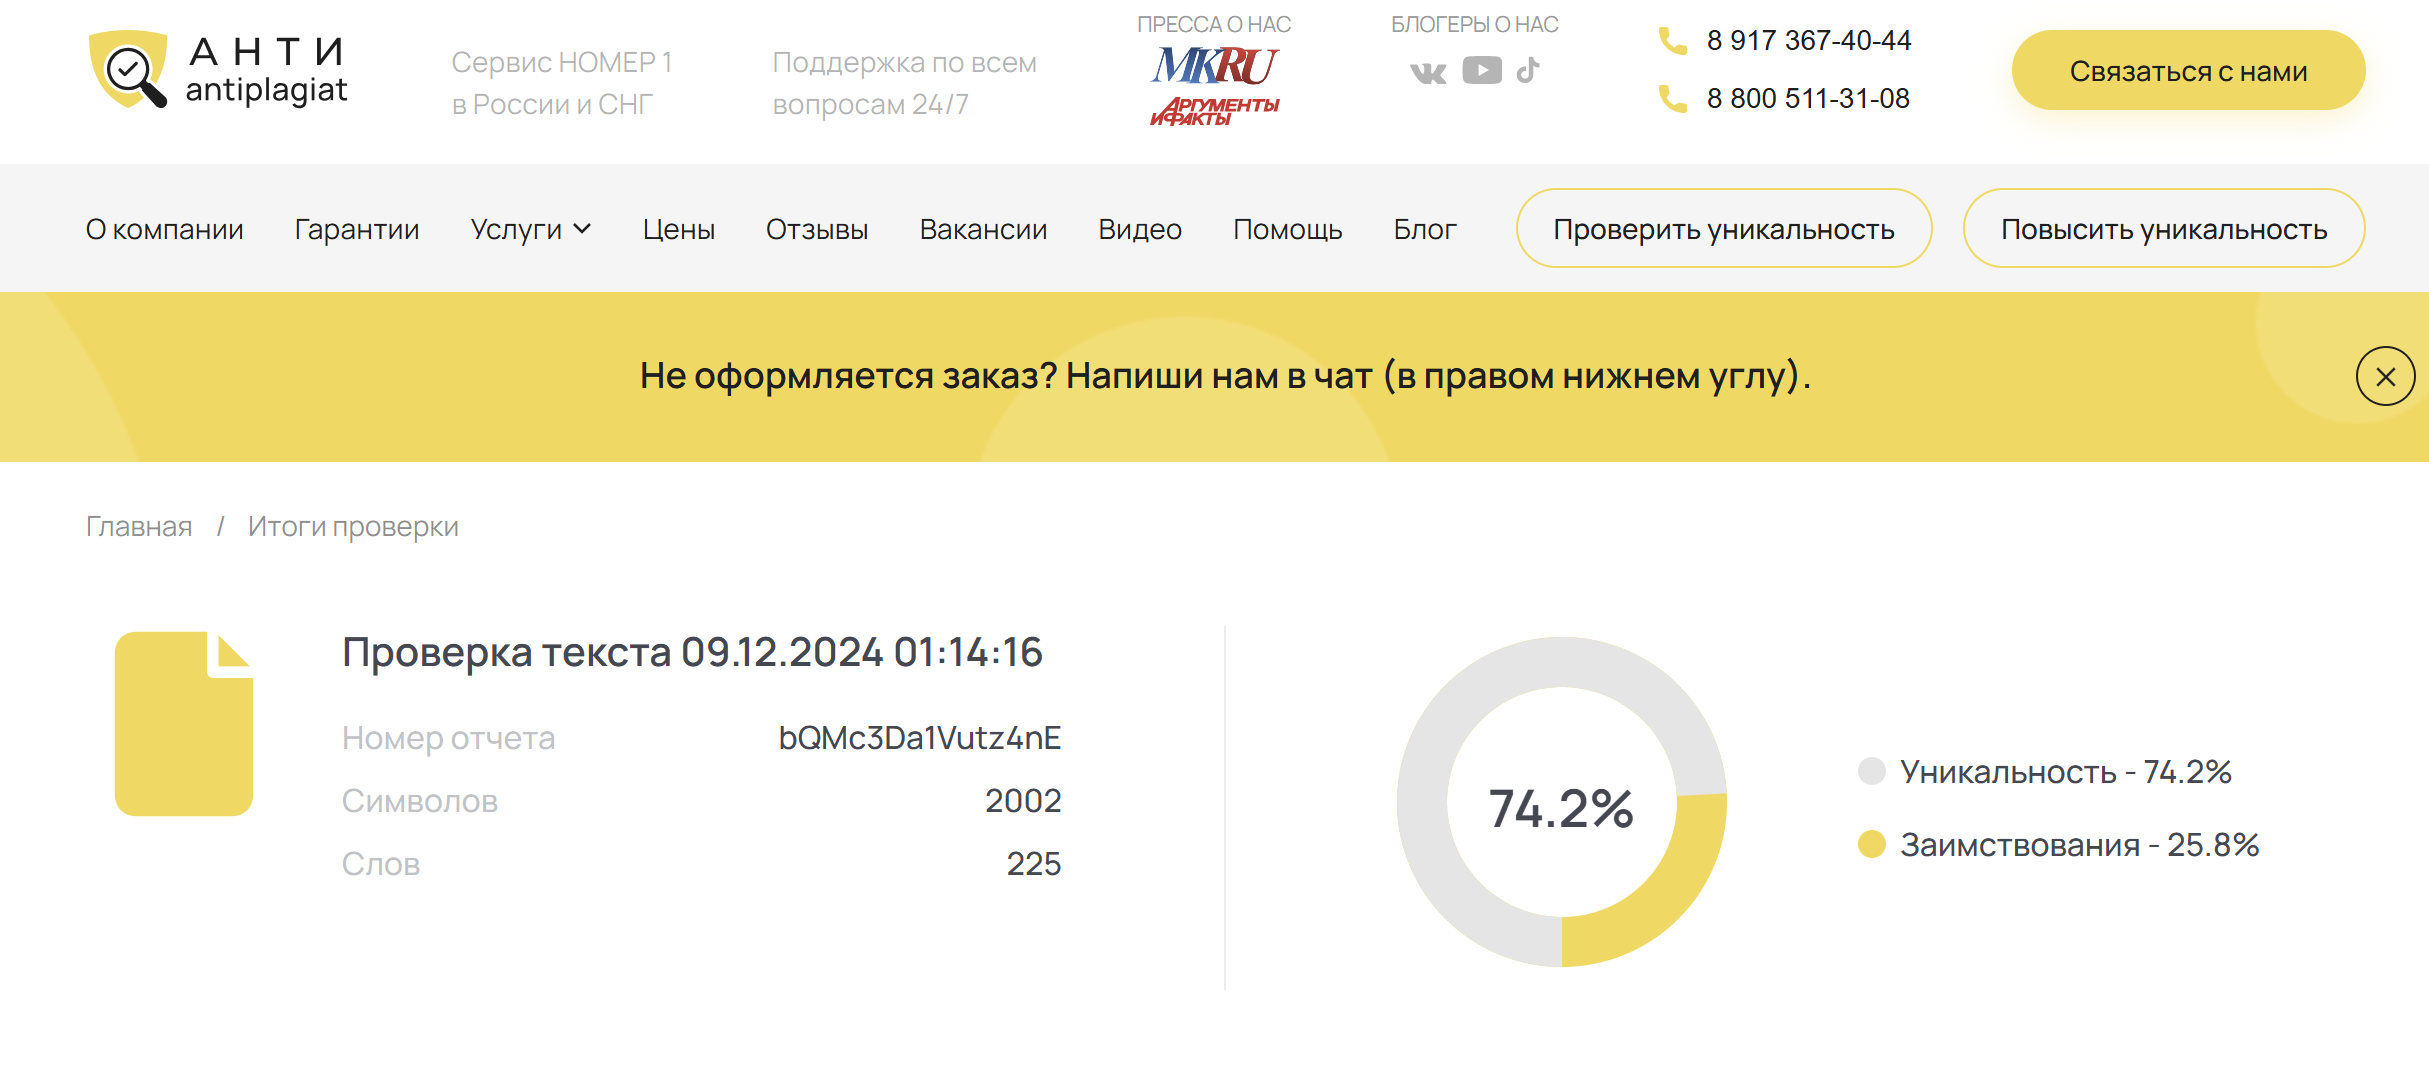 АНТИ
antiplagiat
Сервис НОМЕР 1
в России и СНГ
Поддержка по всем
вопросам 24/7
ПРЕССА О НАС
MKRU
АРГУМЕНТЫ
И ФАКТЫ
БЛОГЕРЫ О НАС
8 917 367-40-44
8 800 511-31-08
Связаться с нами
О компании
Гарантии
Услуги
Цены
Отзывы
Вакансии
Видео
Помощь
Блог
Проверить уникальность
Повысить уникальность
Не оформляется заказ? Напиши нам в чат (в правом нижнем углу).
Главная / Итоги проверки
Проверка текста 09.12.2024 01:14:16
Номер отчета bQMc3Da1Vutz4nE
Символов 2002
Слов 225
74.2%
Уникальность - 74.2%
Заимствования - 25.8%